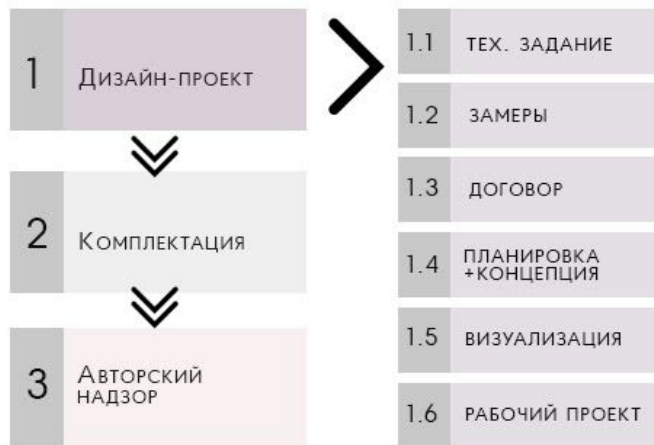 1 Дизайн-проект
2 Комплектация
3 Авторский
надзор
1.1 ТЕХ. ЗАДАНИЕ
1.2 ЗАМЕРЫ
1.3 ДОГОВОР
1.4 ПЛАНИРОВКА
+КОНЦЕПЦИЯ
1.5 ВИЗУАЛИЗАЦИЯ
1.6 РАБОЧИЙ ПРОЕКТ